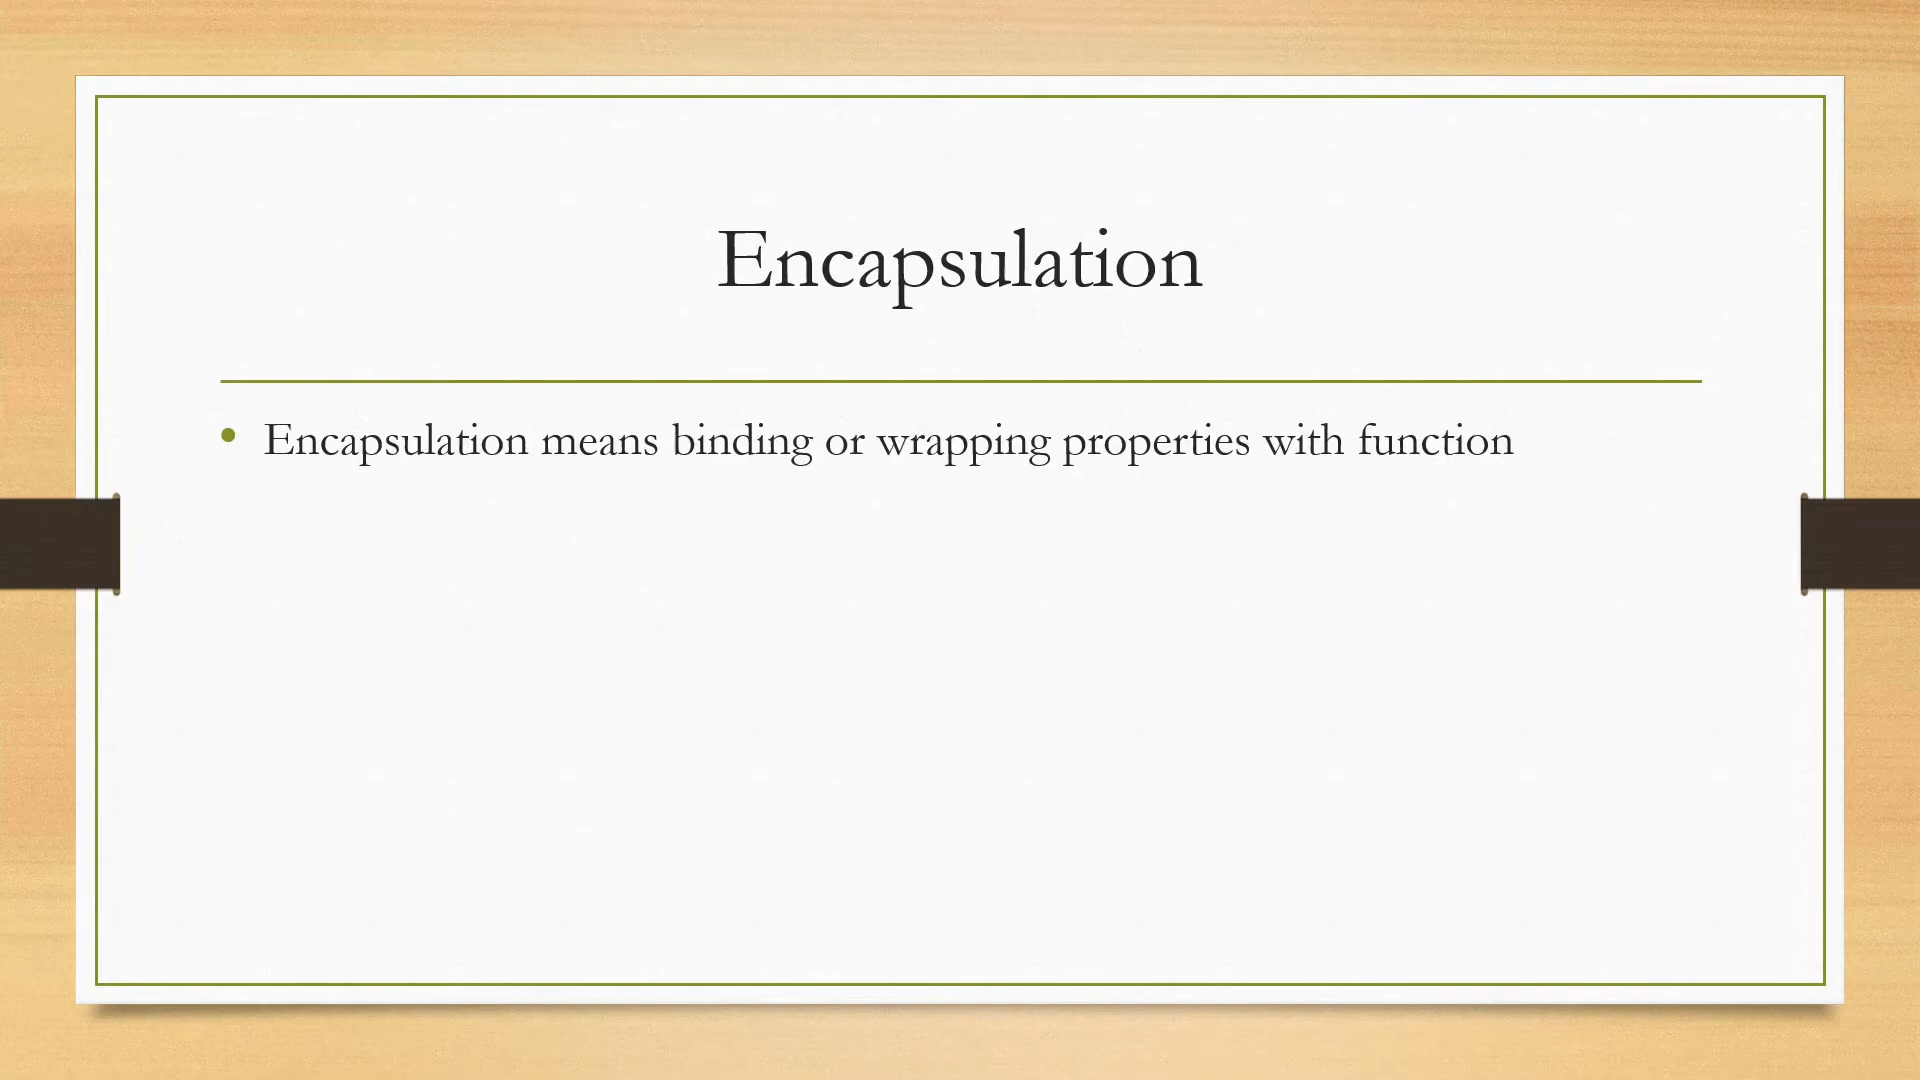 Encapsulation
• Encapsulation means binding or wrapping properties with function